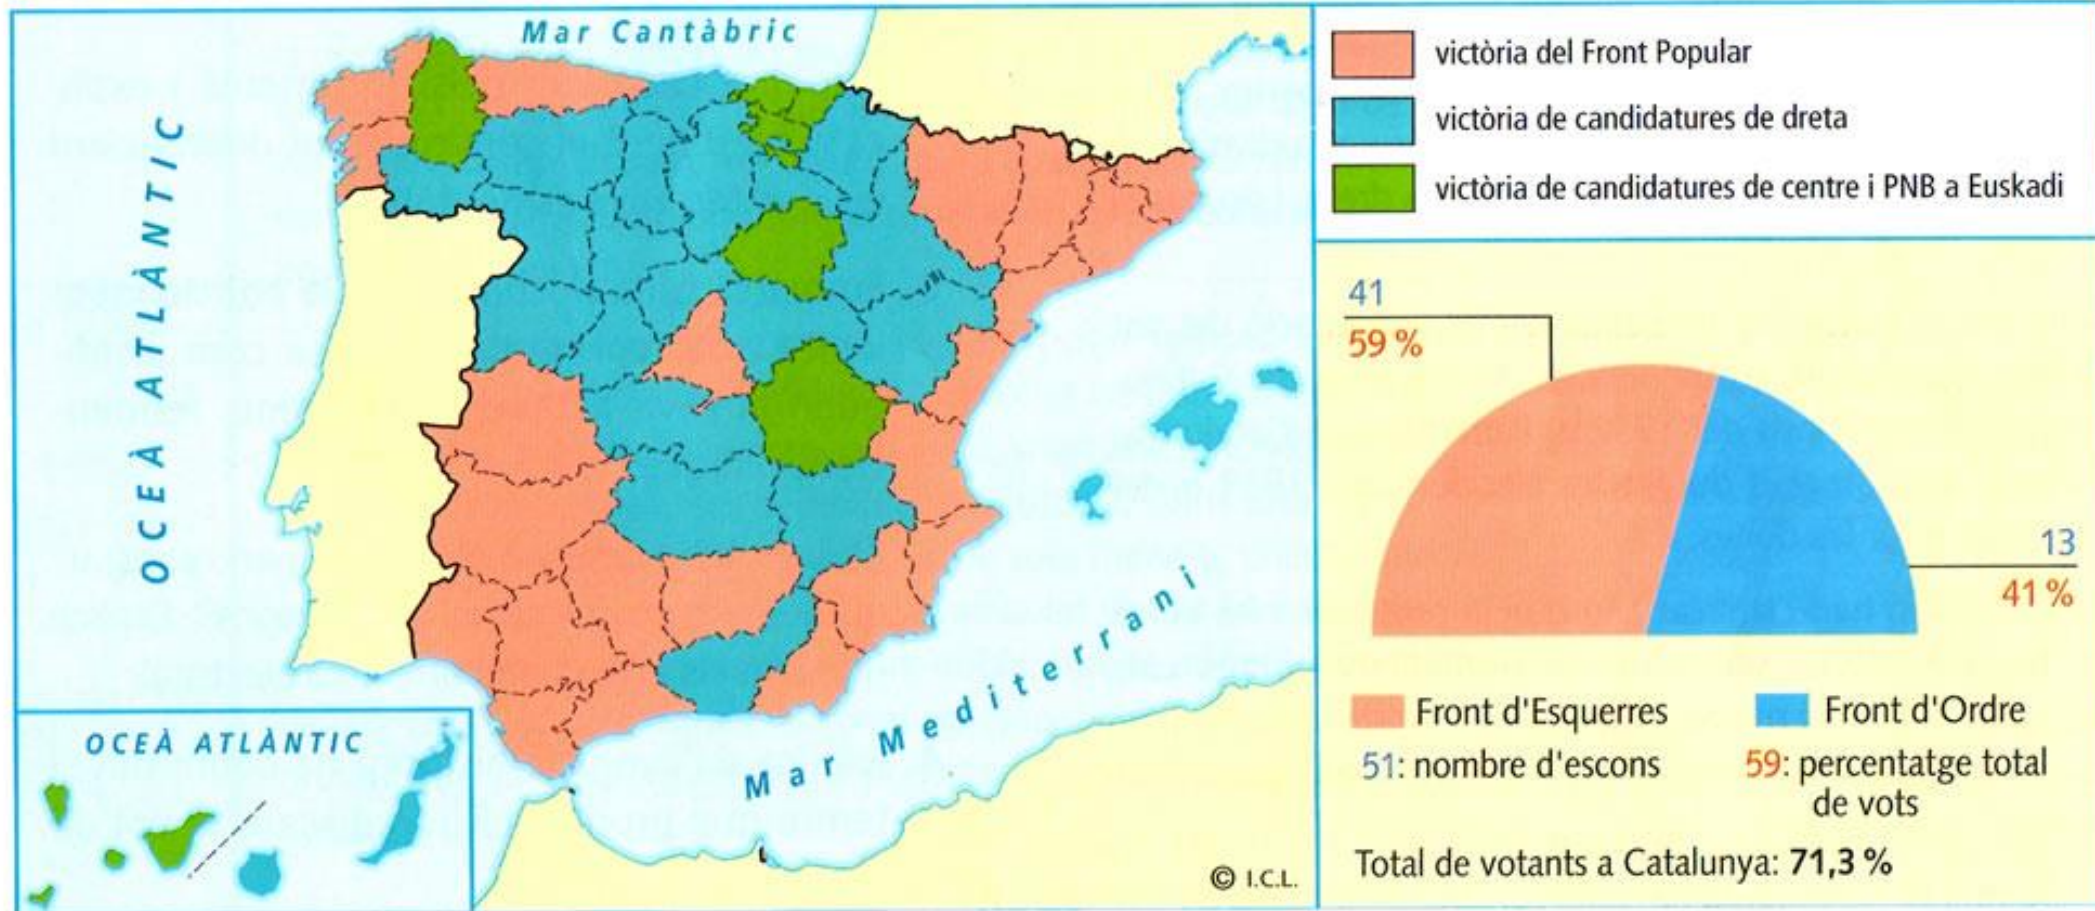 Mar Cantàbric
OCEÀ ATLÀNTIC
Mar Mediterrani
OCEÀ ATLÀNTIC
© I.C.L.
victòria del Front Popular
victòria de candidatures de dreta
victòria de candidatures de centre i PNB a Euskadi
41
59 %
13
41 %
Front d'Esquerres
Front d'Ordre
51: nombre d'escons
59: percentatge total
de vots
Total de votants a Catalunya: 71,3 %